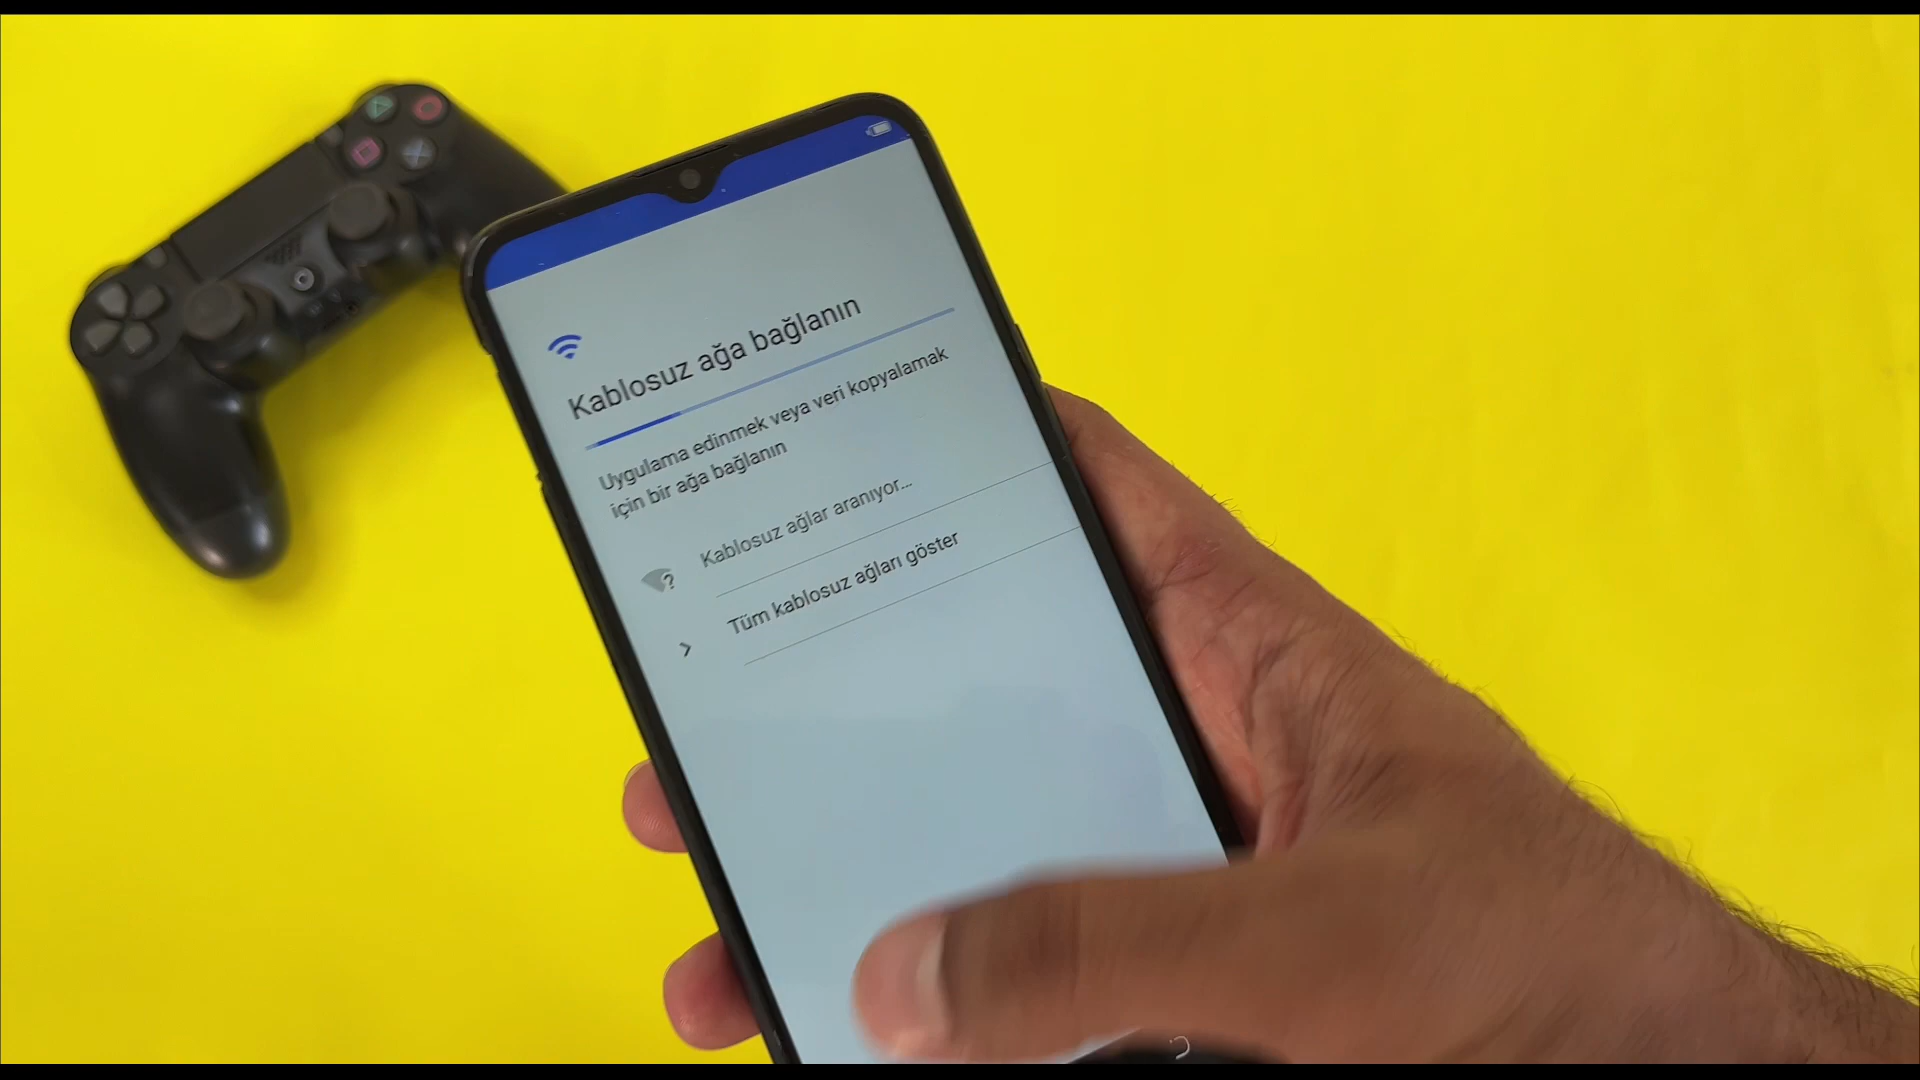 Kablosuz ağa bağlanın
Uygulama edinmek veya veri kopyalamak
için bir ağa bağlanın
Kablosuz ağlar aranıyor...
Tüm kablosuz ağları göster